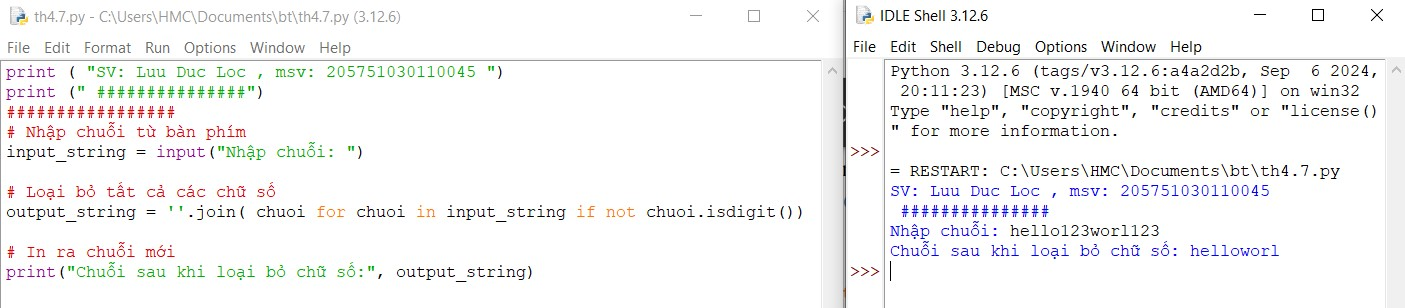 th4.7.py - C:\Users\HMC\Documents\bt\th4.7.py (3.12.6)
File Edit Format Run Options Window Help
print ( "SV: Luu Duc Loc , msv: 205751030110045 ")
print (" ###############")
#################
# Nhập chuỗi từ bàn phím
input_string = input("Nhập chuỗi: ")
# Loại bỏ tất cả các chữ số
output_string = ''.join( chuoi for chuoi in input_string if not chuoi.isdigit())
# In ra chuỗi mới
print("Chuỗi sau khi loại bỏ chữ số:", output_string)
IDLE Shell 3.12.6
File Edit Shell Debug Options Window Help
Python 3.12.6 (tags/v3.12.6:a4a2d2b, Sep  6 2024,
 20:11:23) [MSC v.1940 64 bit (AMD64)] on win32
Type "help", "copyright", "credits" or "license()
" for more information.
>>>
= RESTART: C:\Users\HMC\Documents\bt\th4.7.py
SV: Luu Duc Loc , msv: 205751030110045
 ###############
Nhập chuỗi: hello123worl123
Chuỗi sau khi loại bỏ chữ số: helloworl
>>>